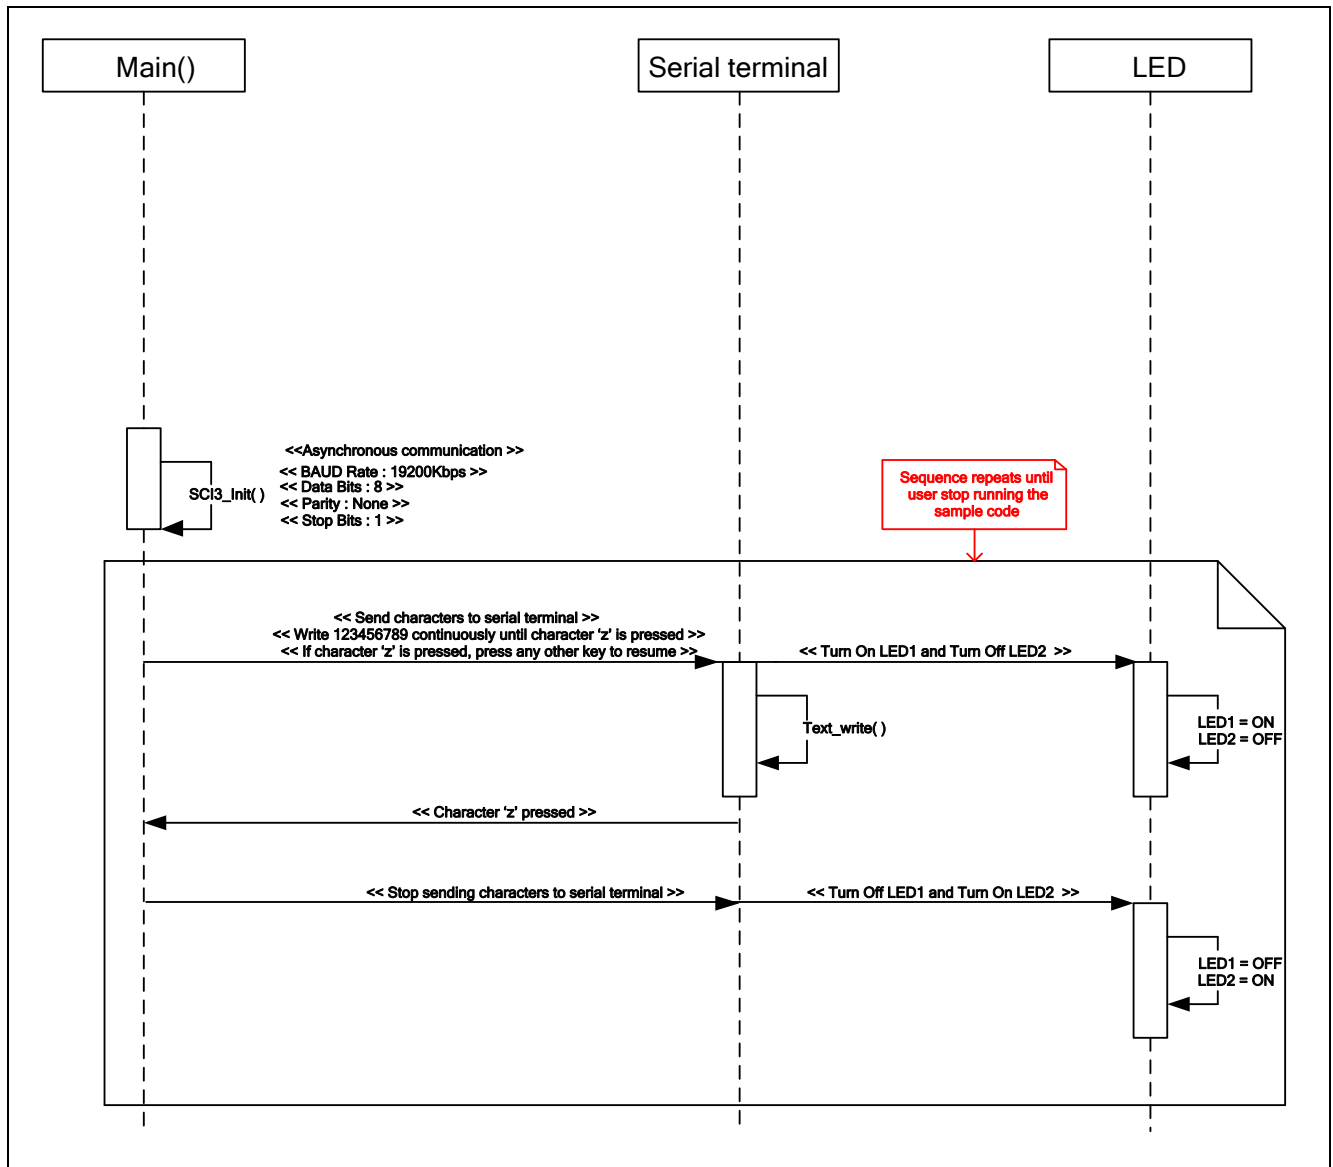 Main()
Serial terminal
LED
<<Asynchronous communication >>
<< BAUD Rate : 19200Kbps >>
<< Data Bits : 8 >>
SCI3_Init( )
<< Parity : None >>
<< Stop Bits : 1 >>
Sequence repeats until
user stop running the
sample code
<< Send characters to serial terminal >>
<< Write 123456789 continuously until character ‘z’ is pressed >>
<< If character ‘z’ is pressed, press any other key to resume >>
<< Turn On LED1 and Turn Off LED2 >>
Text_write( )
LED1 = ON
LED2 = OFF
<< Character ‘z’ pressed >>
<< Stop sending characters to serial terminal >>
<< Turn Off LED1 and Turn On LED2 >>
LED1 = OFF
LED2 = ON